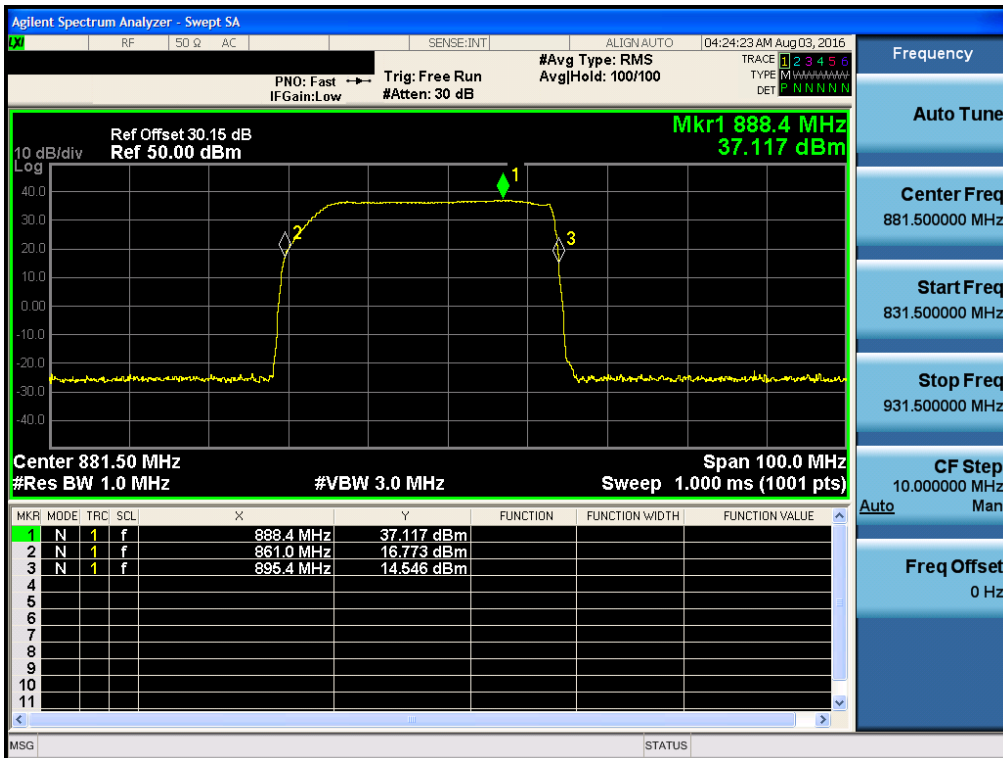 Agilent Spectrum Analyzer - Swept SA
LXI RF 50 Ω AC SENSE:INT ALIGN AUTO 04:24:23 AM Aug 03, 2016
PNO: Fast Trig: Free Run #Avg Type: RMS TRACE 1 2 3 4 5 6
IFGain:Low #Atten: 30 dB Avg|Hold: 100/100 TYPE M WWWWW
DET P N N N N N
Ref Offset 30.15 dB Mkr1 888.4 MHz
10 dB/div Ref 50.00 dBm 37.117 dBm
Log
40.0
30.0
20.0
10.0
0.00
-10.0
-20.0
-30.0
-40.0
1
2
3
Center 881.50 MHz Span 100.0 MHz
#Res BW 1.0 MHz #VBW 3.0 MHz Sweep 1.000 ms (1001 pts)
MKR MODE TRC SCL X Y FUNCTION FUNCTION WIDTH FUNCTION VALUE
1 N 1 f 888.4 MHz 37.117 dBm
2 N 1 f 861.0 MHz 16.773 dBm
3 N 1 f 895.4 MHz 14.546 dBm
4
5
6
7
8
9
10
11
MSG STATUS
Frequency
Auto Tune
Center Freq
881.500000 MHz
Start Freq
831.500000 MHz
Stop Freq
931.500000 MHz
CF Step
10.000000 MHz
Auto Man
Freq Offset
0 Hz